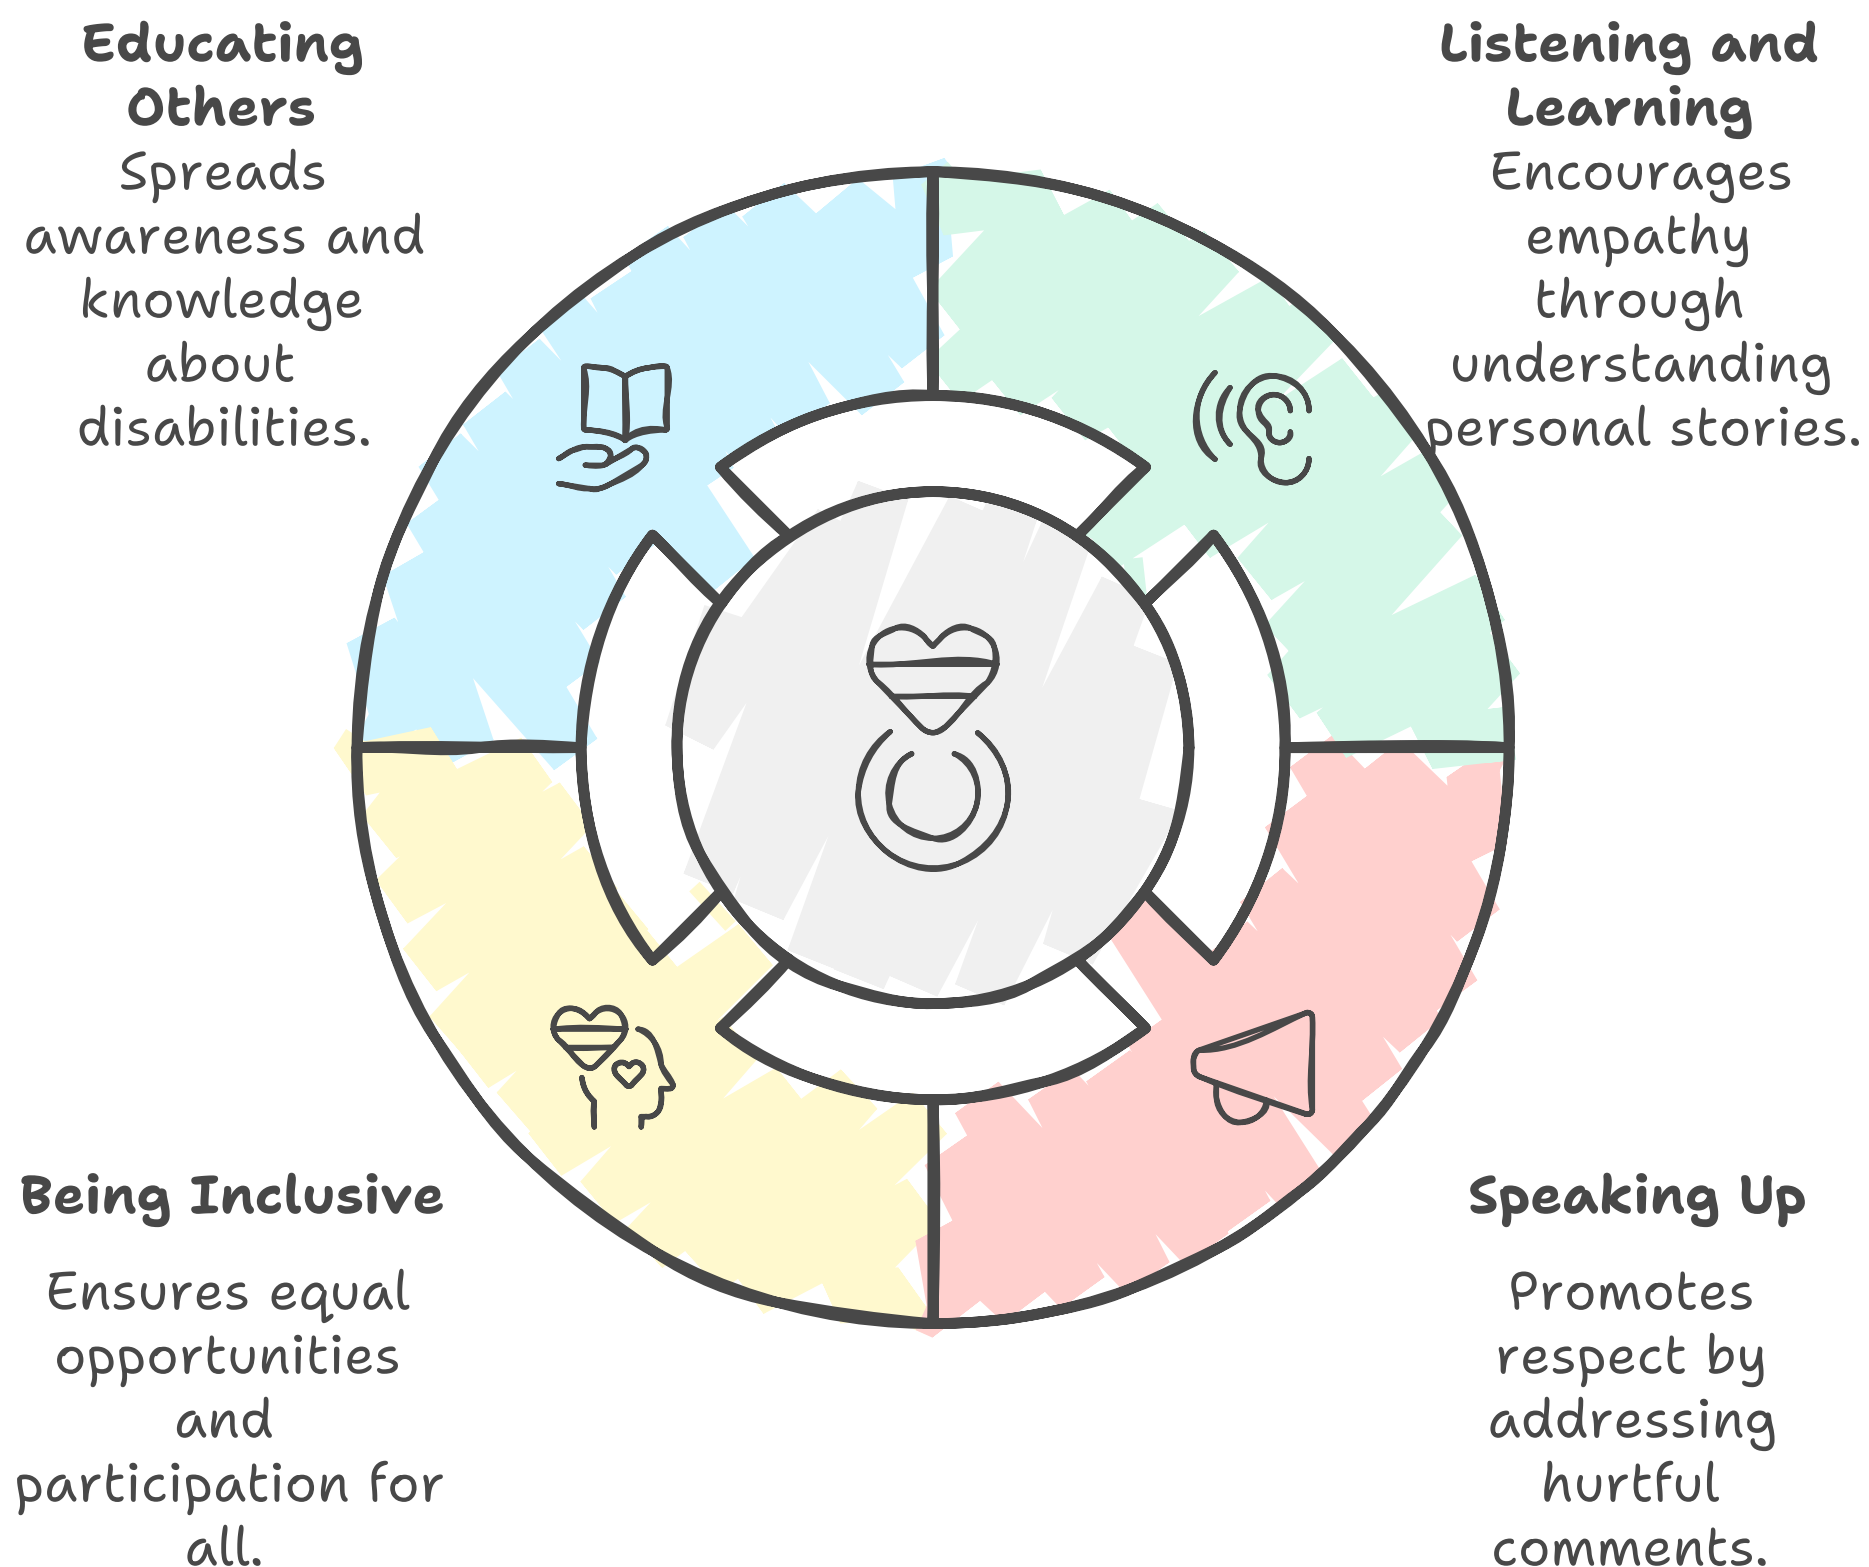 Educating
Others
Spreads
awareness and
knowledge
about
disabilities.
Listening and
Learning
Encourages
empathy
through
understanding
personal stories.
Being Inclusive
Ensures equal
opportunities
and
participation for
all.
Speaking Up
Promotes
respect by
addressing
hurtful
comments.